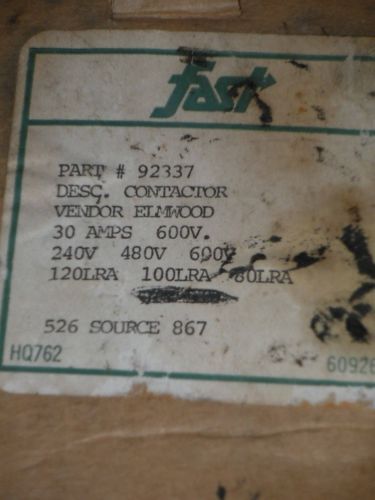 fast
PART # 92337
DESC. CONTACTOR
VENDOR ELMWOOD
30 AMPS 600V.
240V 480V 600V
120LRA 100LRA 80LRA
526 SOURCE 867
HQ762 60926